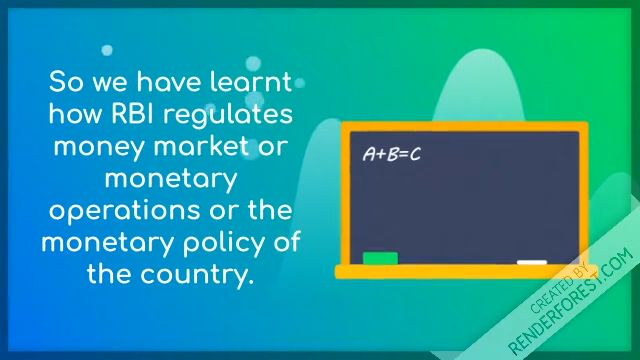 So we have learnt
how RBI regulates
money market or
monetary
operations or the
monetary policy of
the country.
A+B=C
CREATED BY
RENDERFOREST.COM